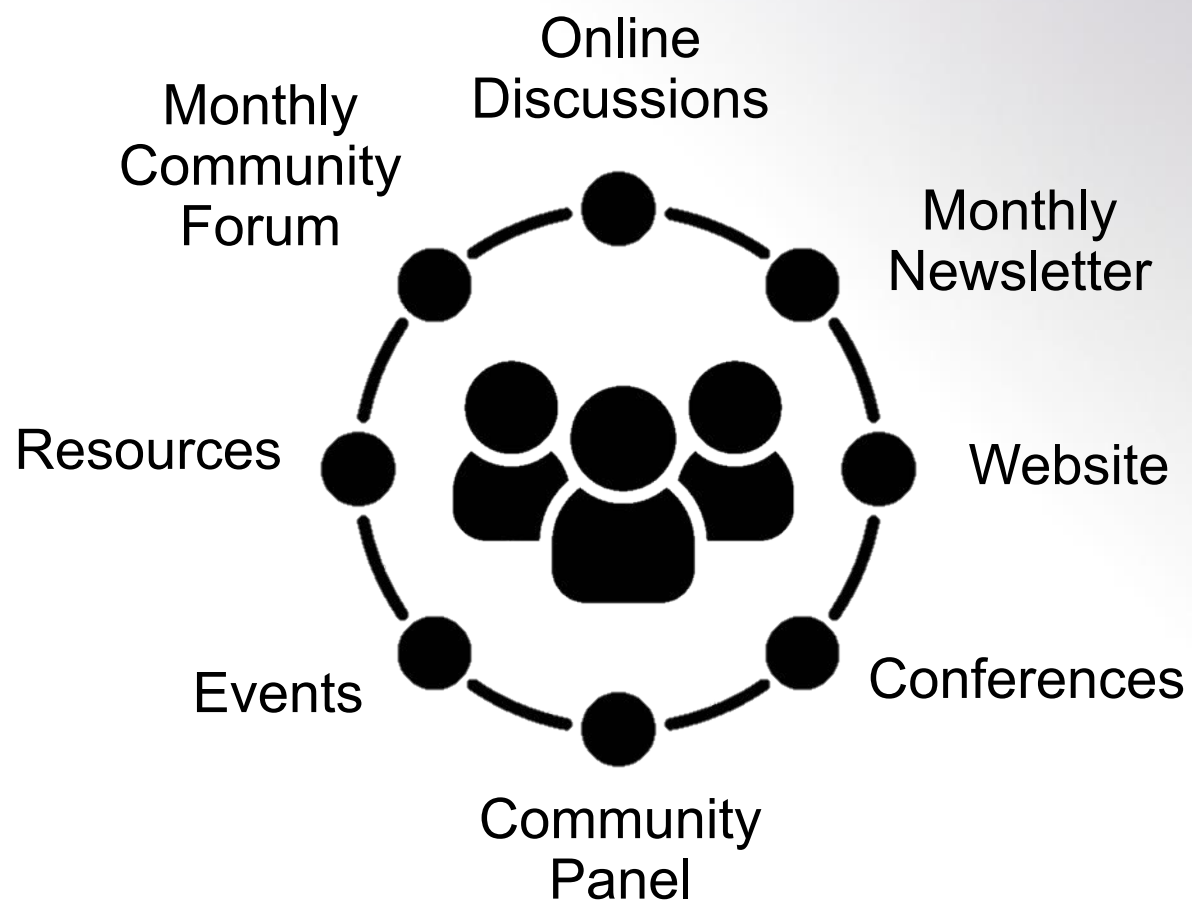 Online
Discussions
Monthly
Newsletter
Website
Conferences
Community
Panel
Events
Resources
Monthly
Community
Forum